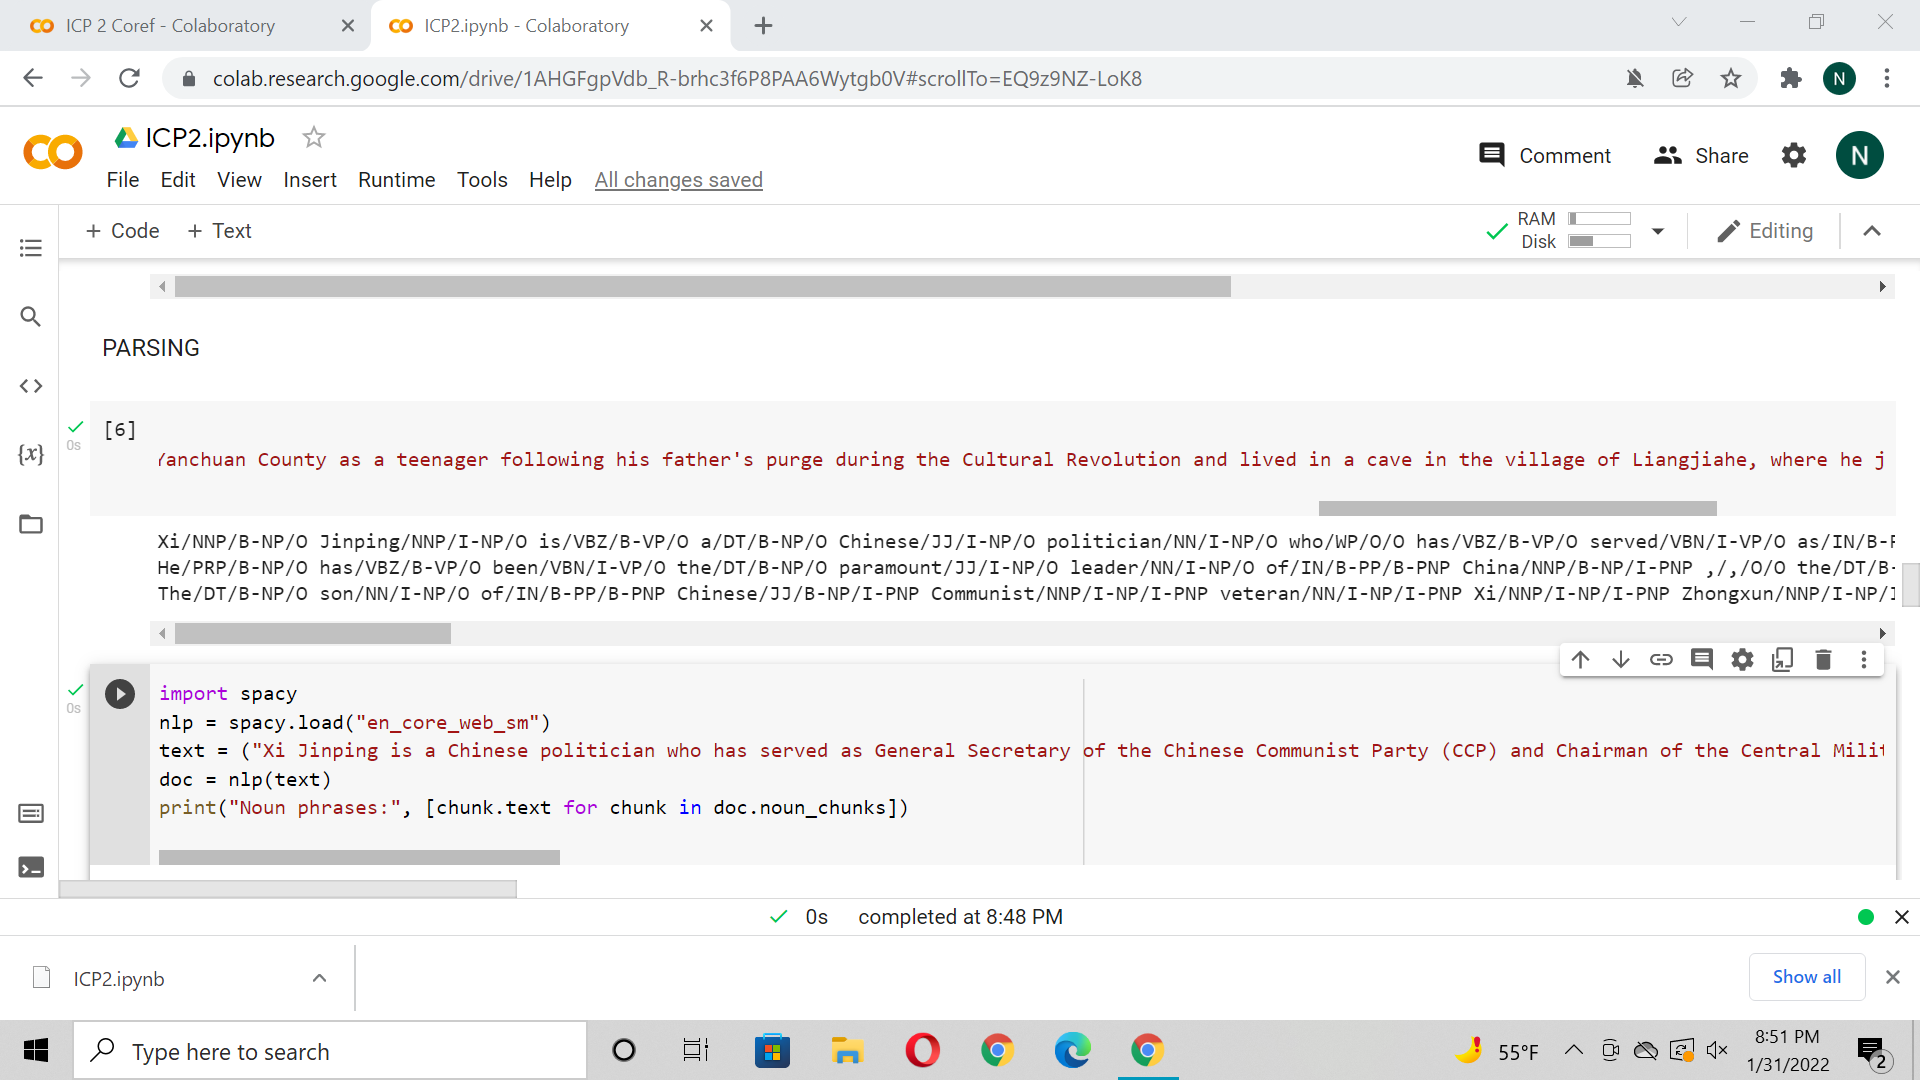 ICP 2 Coref - Colaboratory
ICP2.ipynb - Colaboratory
colab.research.google.com/drive/1AHGFgpVdb_R-brhc3f6P8PAA6Wytgb0V#scrollTo=EQ9z9NZ-LoK8
N
ICP2.ipynb
Comment
Share
N
File Edit View Insert Runtime Tools Help All changes saved
+ Code + Text
RAM
Disk
Editing
PARSING
[6]
0s
Yanchuan County as a teenager following his father's purge during the Cultural Revolution and lived in a cave in the village of Liangjiahe, where he j
Xi/NNP/B-NP/O Jinping/NNP/I-NP/O is/VBZ/B-VP/O a/DT/B-NP/O Chinese/JJ/I-NP/O politician/NN/I-NP/O who/WP/O/O has/VBZ/B-VP/O served/VBN/I-VP/O as/IN/B-P
He/PRP/B-NP/O has/VBZ/B-VP/O been/VBN/I-VP/O the/DT/B-NP/O paramount/JJ/I-NP/O leader/NN/I-NP/O of/IN/B-PP/B-PNP China/NNP/B-NP/I-PNP ,/,/O/O the/DT/B-
The/DT/B-NP/O son/NN/I-NP/O of/IN/B-PP/B-PNP Chinese/JJ/B-NP/I-PNP Communist/NNP/I-NP/I-PNP veteran/NN/I-NP/I-PNP Xi/NNP/I-NP/I-PNP Zhongxun/NNP/I-NP/I
0s
import spacy
nlp = spacy.load("en_core_web_sm")
text = ("Xi Jinping is a Chinese politician who has served as General Secretary of the Chinese Communist Party (CCP) and Chairman of the Central Milit
doc = nlp(text)
print("Noun phrases:", [chunk.text for chunk in doc.noun_chunks])
0s completed at 8:48 PM
ICP2.ipynb
Show all
Type here to search
55°F
8:51 PM
1/31/2022
2